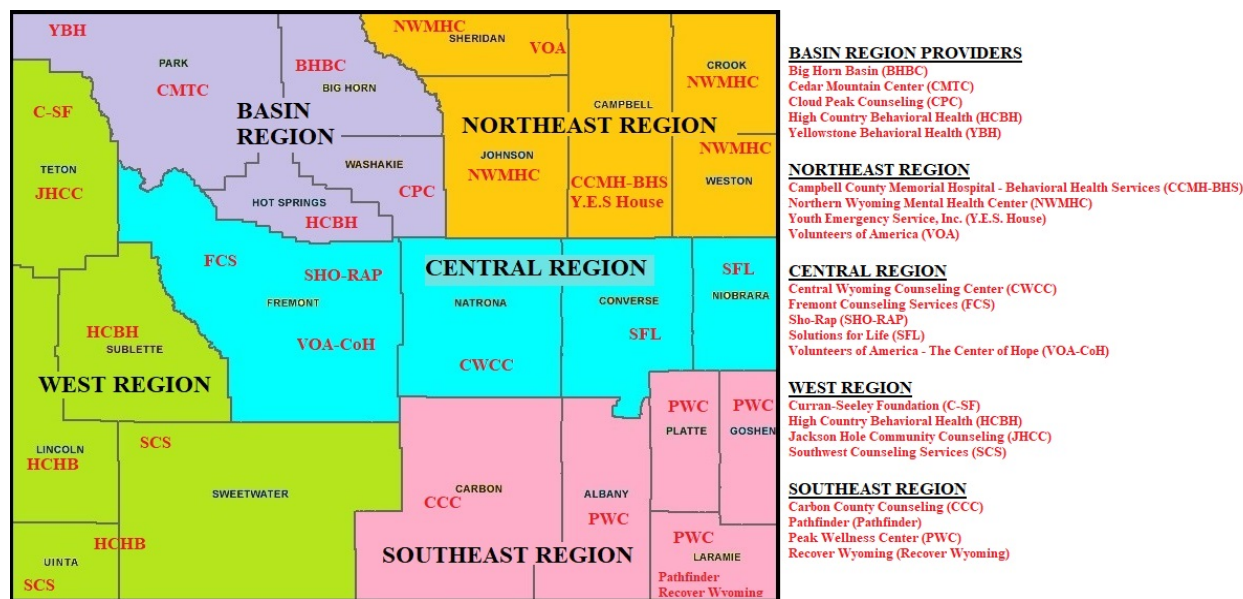 YBH
NWMHC
SHERIDAN
VOA
PARK
CMTC
BHBC
BIG HORN
CROOK
NWMHC
C-SF
BASIN
REGION
CAMPBELL
NORTHEAST REGION
TETON
JHCC
WASHAKIE
CPC
JOHNSON
NWMHC
NWMHC
WESTON
CCMH-BHS
Y.E.S House
HOT SPRINGS
HCBH
FCS
SHO-RAP
CENTRAL REGION
SFL
NIOBRARA
FREMONT
NATRONA
CONVERSE
HCBH
SUBLETTE
VOA-CoH
CWCC
SFL
WEST REGION
PWC
PLATTE
PWC
GOSHEN
SCS
LINCOLN
HCHB
SWEETWATER
CARBON
CCC
ALBANY
PWC
HCHB
UINTA
SCS
SOUTHEAST REGION
PWC
LARAMIE
Pathfinder
Recover Wyoming
BASIN REGION PROVIDERS
Big Horn Basin (BHBC)
Cedar Mountain Center (CMTC)
Cloud Peak Counseling (CPC)
High Country Behavioral Health (HCBH)
Yellowstone Behavioral Health (YBH)
NORTHEAST REGION
Campbell County Memorial Hospital - Behavioral Health Services (CCMH-BHS)
Northern Wyoming Mental Health Center (NWMHC)
Youth Emergency Service, Inc. (Y.E.S. House)
Volunteers of America (VOA)
CENTRAL REGION
Central Wyoming Counseling Center (CWCC)
Fremont Counseling Services (FCS)
Sho-Rap (SHO-RAP)
Solutions for Life (SFL)
Volunteers of America - The Center of Hope (VOA-CoH)
WEST REGION
Curran-Seeley Foundation (C-SF)
High Country Behavioral Health (HCBH)
Jackson Hole Community Counseling (JHCC)
Southwest Counseling Services (SCS)
SOUTHEAST REGION
Carbon County Counseling (CCC)
Pathfinder (Pathfinder)
Peak Wellness Center (PWC)
Recover Wyoming (Recover Wyoming)